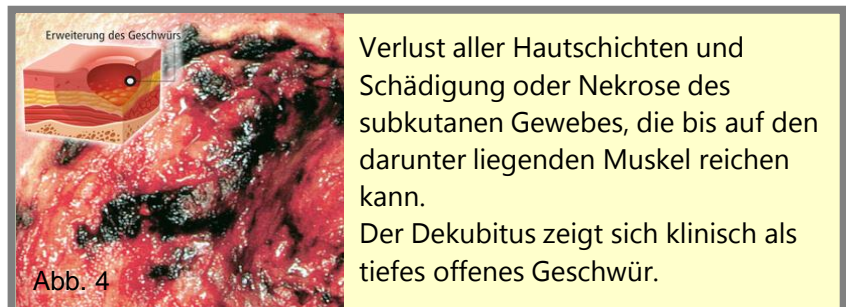 Erweiterung des Geschwürs
Abb. 4
Verlust aller Hautschichten und
Schädigung oder Nekrose des
subkutanen Gewebes, die bis auf den
darunter liegenden Muskel reichen
kann.
Der Dekubitus zeigt sich klinisch als
tiefes offenes Geschwür.